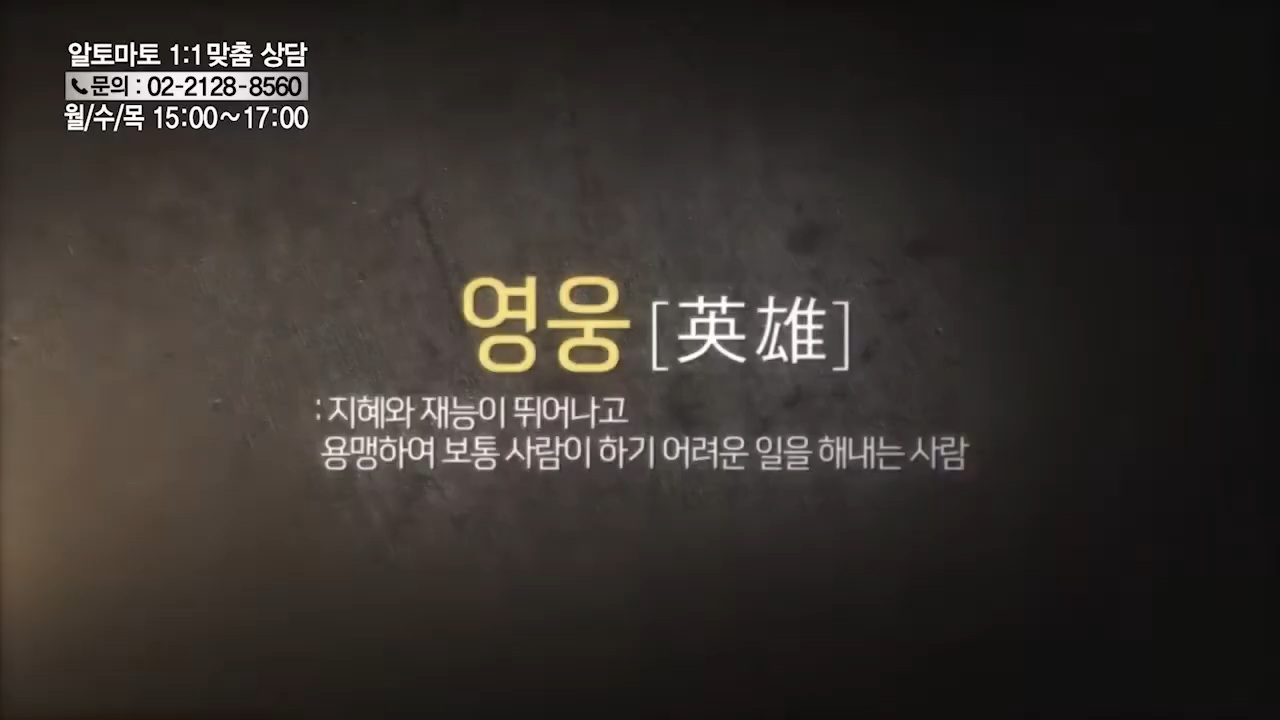 알토마토 1:1 맞춤 상담
문의 : 02-2128-8560
월/수/목 15:00~17:00
영웅 [英雄]
: 지혜와 재능이 뛰어나고
용맹하여 보통 사람이 하기 어려운 일을 해내는 사람